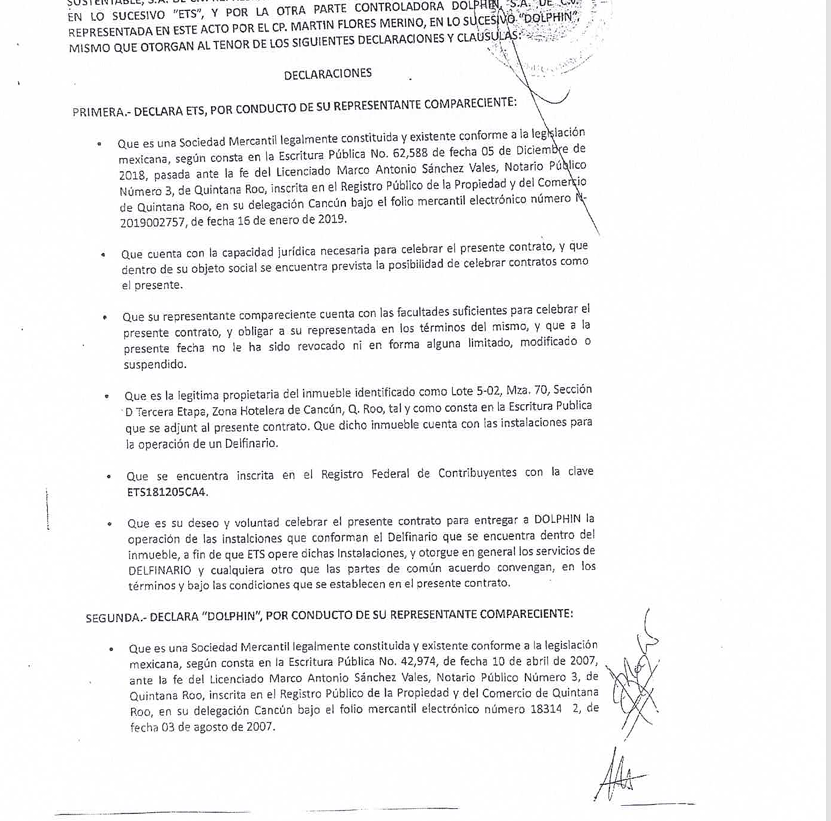 EN LO SUCESIVO "ETS", Y POR LA OTRA PARTE CONTROLADORA DOLPHIN, S.A. DE C.V.
REPRESENTADA EN ESTE ACTO POR EL CP. MARTIN FLORES MERINO, EN LO SUCESIVO "DOLPHIN",
MISMO QUE OTORGAN AL TENOR DE LOS SIGUIENTES DECLARACIONES Y CLAUSULAS:
DECLARACIONES
PRIMERA.- DECLARA ETS, POR CONDUCTO DE SU REPRESENTANTE COMPARECIENTE:
• Que es una Sociedad Mercantil legalmente constituida y existente conforme a la legislación
mexicana, según consta en la Escritura Pública No. 62,588 de fecha 05 de Diciembre de
2018, pasada ante la fe del Licenciado Marco Antonio Sánchez Vales, Notario Público
Número 3, de Quintana Roo, inscrita en el Registro Público de la Propiedad y del Comercio
de Quintana Roo, en su delegación Cancún bajo el folio mercantil electrónico número N-
2019002757, de fecha 16 de enero de 2019.
• Que cuenta con la capacidad jurídica necesaria para celebrar el presente contrato, y que
dentro de su objeto social se encuentra prevista la posibilidad de celebrar contratos como
el presente.
• Que su representante compareciente cuenta con las facultades suficientes para celebrar el
presente contrato, y obligar a su representada en los términos del mismo, y que a la
presente fecha no le ha sido revocado ni en forma alguna limitado, modificado o
suspendido.
• Que es la legitima propietaria del inmueble identificado como Lote 5-02, Mza. 70, Sección
D Tercera Etapa, Zona Hotelera de Cancún, Q. Roo, tal y como consta en la Escritura Publica
que se adjunt al presente contrato. Que dicho inmueble cuenta con las instalaciones para
la operación de un Delfinario.
• Que se encuentra inscrita en el Registro Federal de Contribuyentes con la clave
ETS181205CA4.
• Que es su deseo y voluntad celebrar el presente contrato para entregar a DOLPHIN la
operación de las instalciones que conforman el Delfinario que se encuentra dentro del
inmueble, a fin de que ETS opere dichas Instalaciones, y otorgue en general los servicios de
DELFINARIO y cualquiera otro que las partes de común acuerdo convengan, en los
términos y bajo las condiciones que se establecen en el presente contrato.
SEGUNDA.- DECLARA "DOLPHIN", POR CONDUCTO DE SU REPRESENTANTE COMPARECIENTE:
• Que es una Sociedad Mercantil legalmente constituida y existente conforme a la legislación
mexicana, según consta en la Escritura Pública No. 42,974, de fecha 10 de abril de 2007,
ante la fe del Licenciado Marco Antonio Sánchez Vales, Notario Público Número 3, de
Quintana Roo, inscrita en el Registro Público de la Propiedad y del Comercio de Quintana
Roo, en su delegación Cancún bajo el folio mercantil electrónico número 18314 2, de
fecha 03 de agosto de 2007.